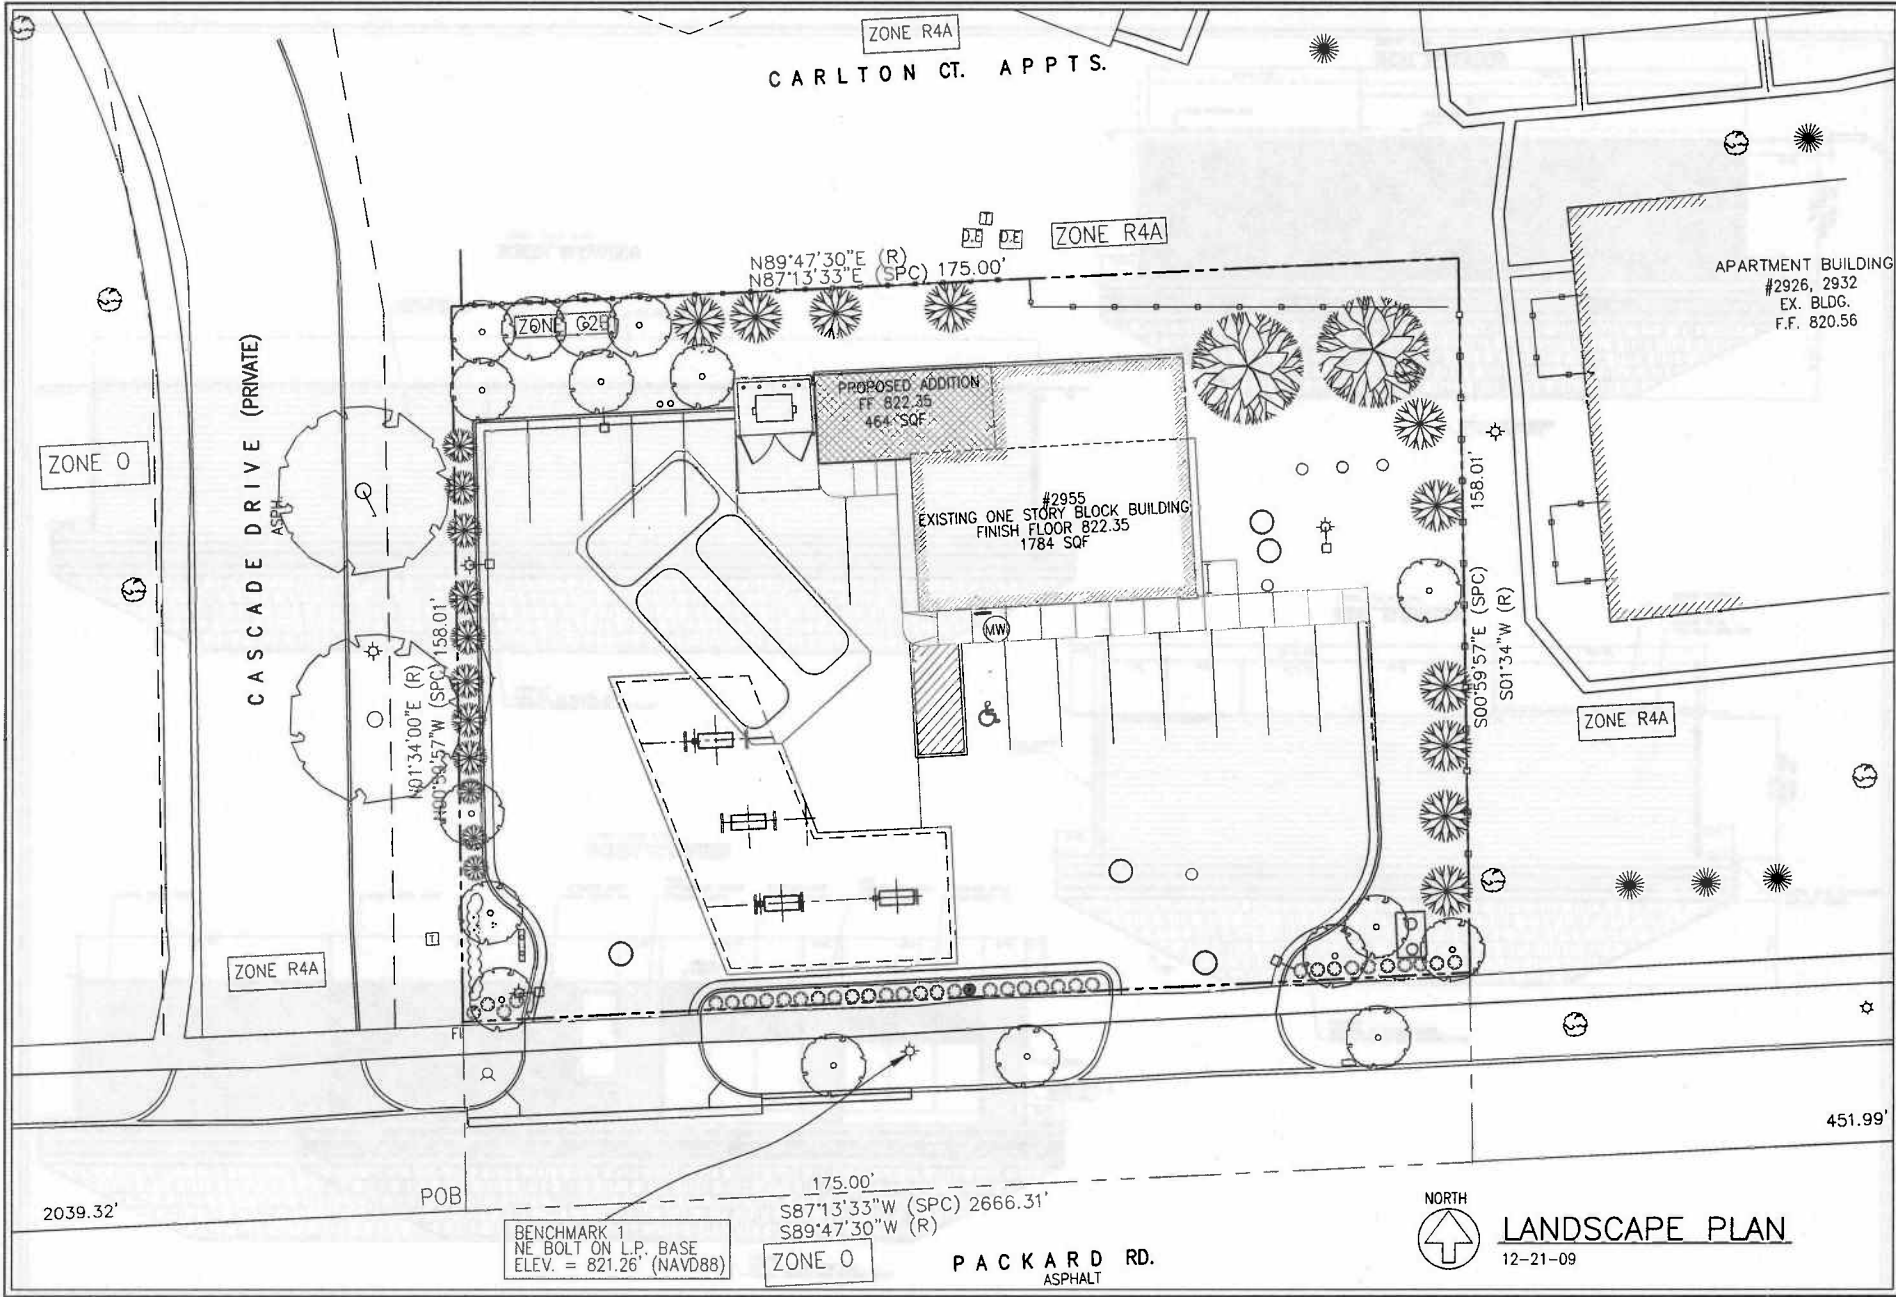 ZONE R4A
CARLTON CT. APPTS.
T
D.E
D.E
ZONE R4A
N89°47'30"E (R)
N87°13'33"E (SPC) 175.00'
APARTMENT BUILDING
#2926, 2932
EX. BLDG.
F.F. 820.56
ZONE
PROPOSED ADDITION
FF 822.35
464 SQF
ZONE O
CASCADE DRIVE (PRIVATE)
ASPH.
#2955
EXISTING ONE STORY BLOCK BUILDING
FINISH FLOOR 822.35
1784 SQF
158.01'
S00°59'57"E (SPC)
S01°34"W (R)
N01°34'00"E (R)
N00°59'57"W (SPC) 158.01'
MW
ZONE R4A
T
ZONE R4A
451.99'
POB
2039.32'
175.00'
S87°13'33"W (SPC) 2666.31'
S89°47'30"W (R)
BENCHMARK 1
NE BOLT ON L.P. BASE
ELEV. = 821.26' (NAVD88)
ZONE O
PACKARD RD.
ASPHALT
NORTH
LANDSCAPE PLAN
12-21-09